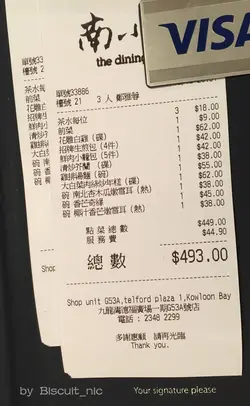 南小
VISA
the dining
單號33886
檯號 21 3 人 鄭雅蓉
茶水每位 3 $18.00
前菜 1 $9.00
花雕白雞 (碟) 1 $62.00
招牌生煎包 (4件) 1 $42.00
鮮肉小籠包 (5件) 1 $42.00
清炒芥蘭 (碟) 1 $38.00
雞絲湯麵 (碗) 1 $55.00
大白菜肉絲炒年糕 (碟) 1 $38.00
碗 南北杏木瓜燉雪耳 (熱) 1 $45.00
碗 香芒奇緣 1 $38.00
碗 椰汁香芒燉雪耳 (熱) 1 $38.00
點菜總數 $449.00
服務費 $44.90
總數 $493.00
Shop unit G53A,telford plaza 1,Kowloon Bay
九龍灣德福廣場一期G53A號店
電話 : 2348 2299
多謝惠顧 請再光臨
Thank you.
by Biscuit_nic
Your signature please